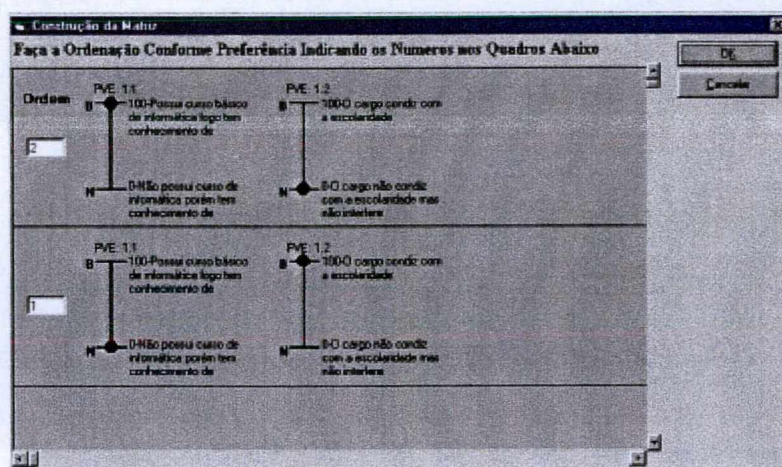 Construção da Matriz
Faça a Ordenação Conforme Preferência Indicando os Numeros nos Quadros Abaixo
OK
Cancelar
Ordem
2
PVE: 1.1
B 100-Possui curso básico
de informática logo tem
conhecimento de
N 0-Não possui curso de
informática porém tem
conhecimento de
PVE: 1.2
B 100-O cargo condiz com
a escolaridade
N 0-O cargo não condiz
com a escolaridade mas
não interfere
1
PVE: 1.1
B 100-Possui curso básico
de informática logo tem
conhecimento de
N 0-Não possui curso de
informática porém tem
conhecimento de
PVE: 1.2
B 100-O cargo condiz com
a escolaridade
N 0-O cargo não condiz
com a escolaridade mas
não interfere